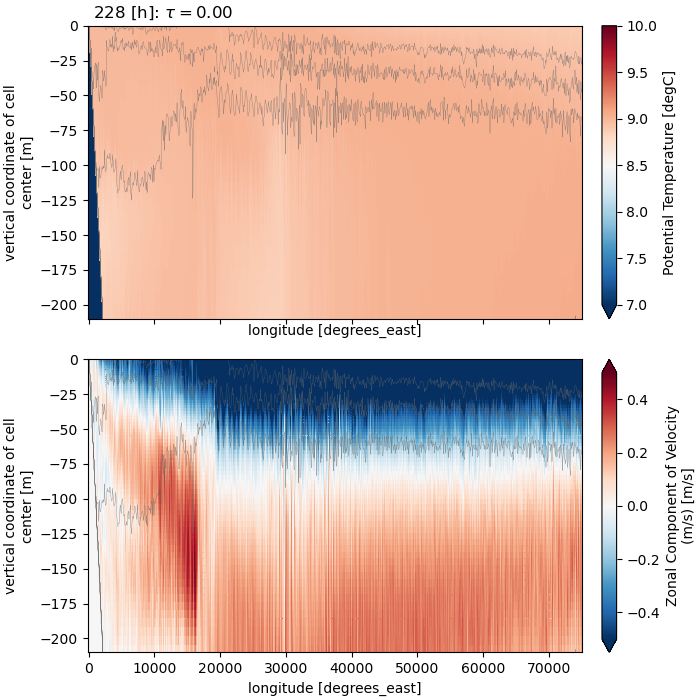 228 [h]: τ = 0.00
0
−25
−50
−75
−100
−125
−150
−175
−200
vertical coordinate of cell
center [m]
longitude [degrees_east]
10.0
9.5
9.0
8.5
8.0
7.5
7.0
Potential Temperature [degC]
0
−25
−50
−75
−100
−125
−150
−175
−200
vertical coordinate of cell
center [m]
0 10000 20000 30000 40000 50000 60000 70000
longitude [degrees_east]
0.4
0.2
0.0
−0.2
−0.4
Zonal Component of Velocity
(m/s) [m/s]